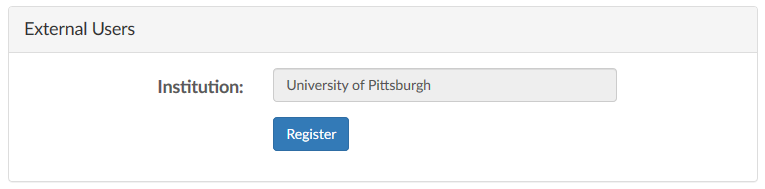 External Users
Institution: University of Pittsburgh
Register